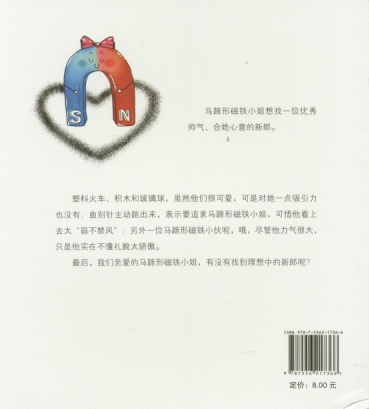 S N
马蹄形磁铁小姐想找一位优秀
帅气、合她心意的新郎。
塑料火车、积木和玻璃球，虽然他们很可爱，可是对她一点吸引力
也没有；曲别针主动跳出来，表示要追求马蹄形磁铁小姐，可惜他看上
去太“弱不禁风”；另外一位马蹄形磁铁小伙呢，哦，尽管他力气很大，
只是他实在不懂礼貌太骄傲。
最后，我们亲爱的马蹄形磁铁小姐，有没有找到理想中的新郎呢？
定价：8.00 元